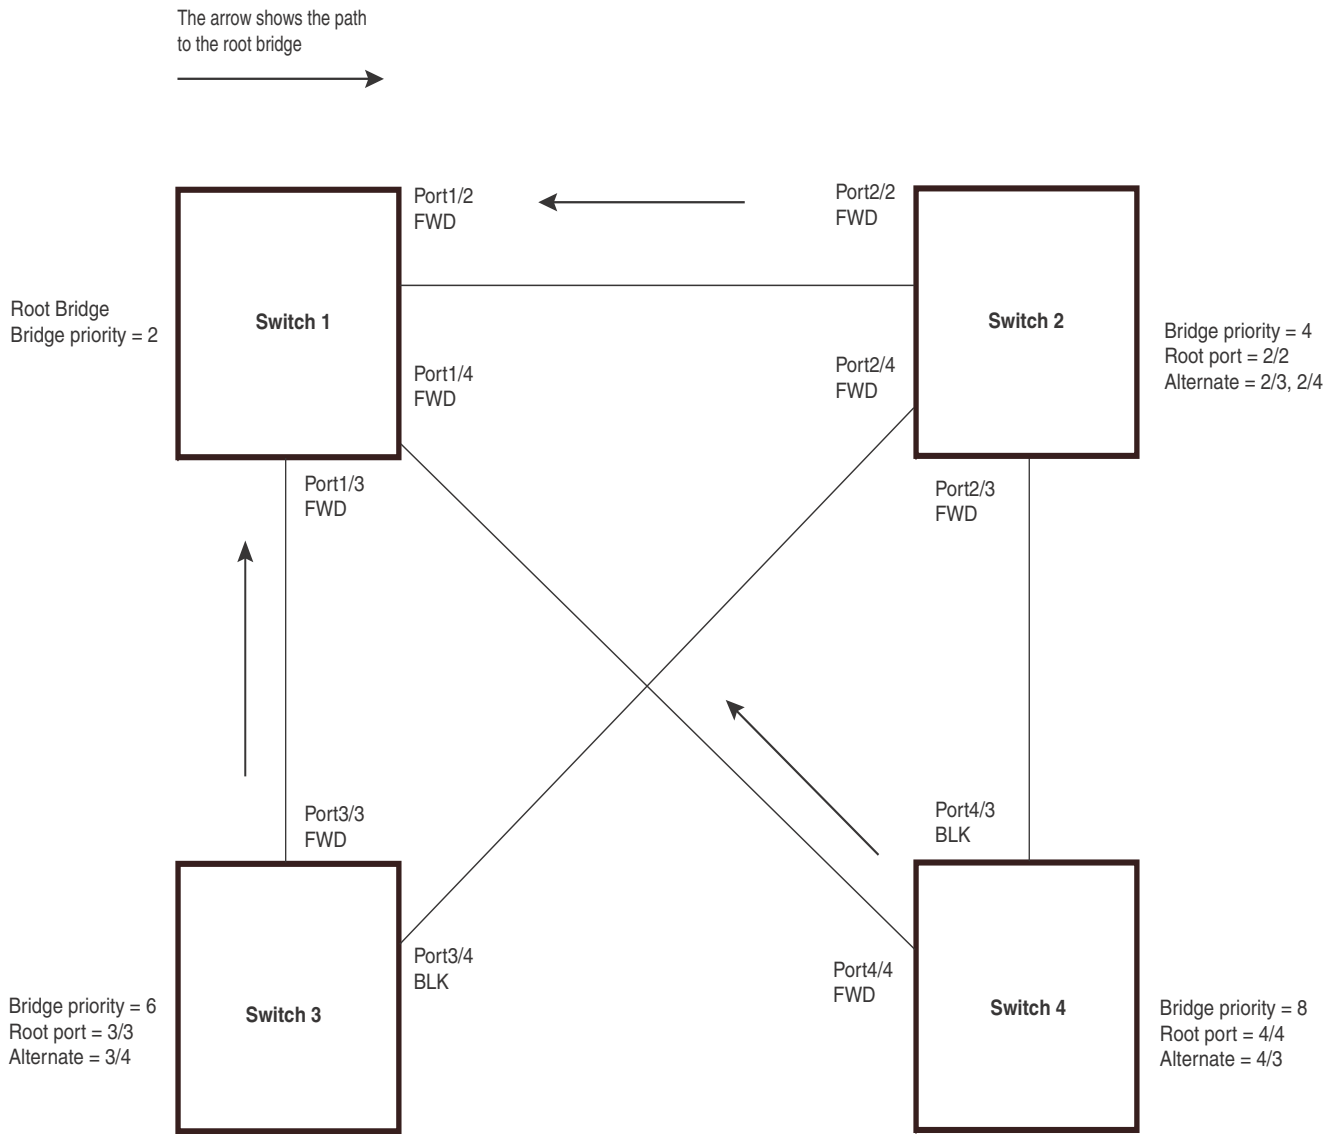 The arrow shows the path
to the root bridge
Port1/2
FWD
Port2/2
FWD
Root Bridge
Bridge priority = 2
Switch 1
Switch 2
Bridge priority = 4
Root port = 2/2
Alternate = 2/3, 2/4
Port1/4
FWD
Port2/4
FWD
Port1/3
FWD
Port2/3
FWD
Port3/3
FWD
Port4/3
BLK
Port3/4
BLK
Port4/4
FWD
Bridge priority = 6
Root port = 3/3
Alternate = 3/4
Switch 3
Switch 4
Bridge priority = 8
Root port = 4/4
Alternate = 4/3